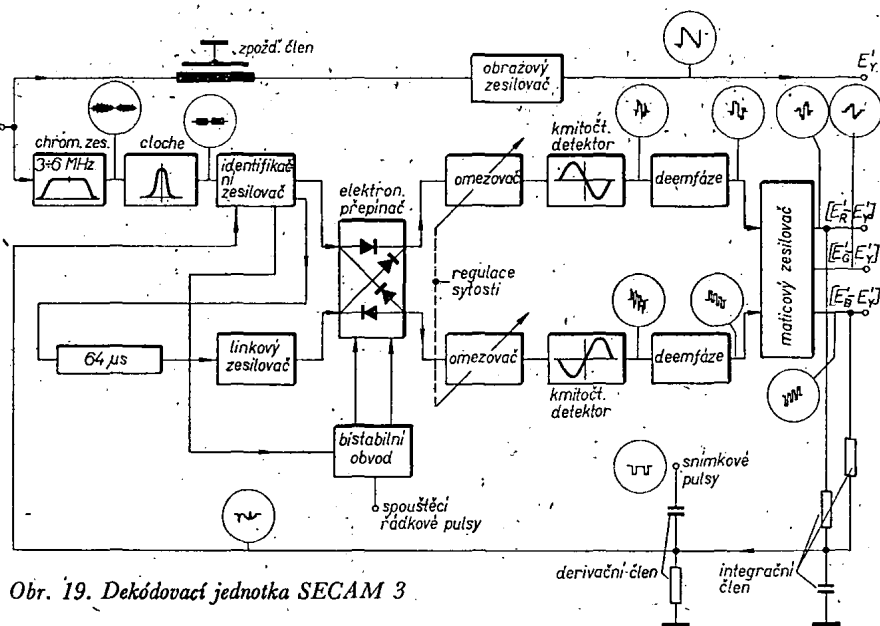 zpožď. člen
obrazový
zesilovač
E'Y
chrom. zes.
3÷6 MHz
cloche
identifikač
ní
zesilovač
elektron.
přepínač
omezovač
kmitočt.
detektor
deemfáze
maticový zesilovač
[E'R-E'Y]
[E'G-E'Y]
[E'B-E'Y]
regulace
sytosti
64 μs
linkový
zesilovač
omezovač
kmitočt.
detektor
deemfáze
bistabilní
obvod
spouštěcí
řádkové pulsy
snímkové
pulsy
derivační člen
integrační
člen
Obr. 19. Dekódovací jednotka SECAM 3